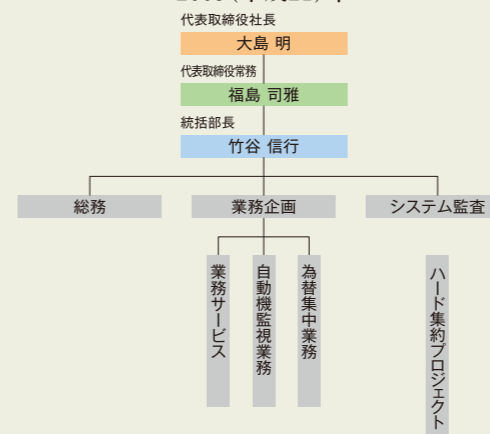 代表取締役社長
大島 明
代表取締役常務
福島 司雅
統括部長
竹谷 信行
総務
業務企画
システム監査
業務サービス
自動機監視業務
為替集中業務
ハード集約プロジェクト